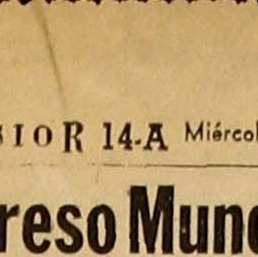 SIOR 14-A Miércol
reso Mund